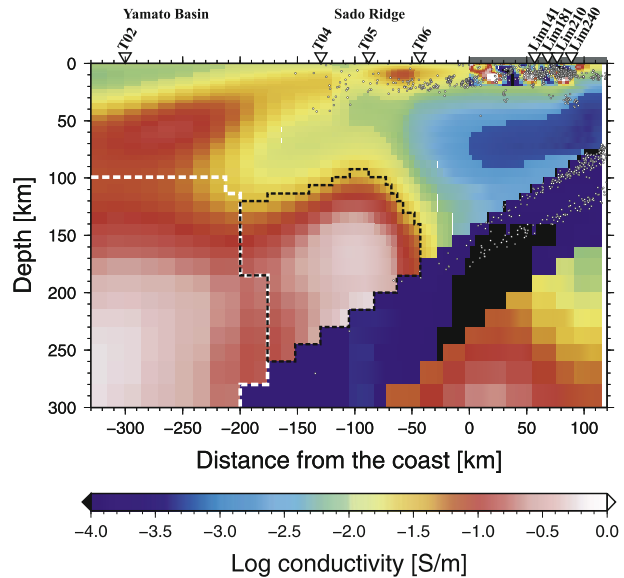 Yamato Basin
Sado Ridge
T02
T04
T05
T06
Lim141
Lim181
Lim210
Lim240
0
50
100
150
200
250
300
Depth [km]
−300 −250 −200 −150 −100 −50 0 50 100
Distance from the coast [km]
−4.0 −3.5 −3.0 −2.5 −2.0 −1.5 −1.0 −0.5 0.0
Log conductivity [S/m]